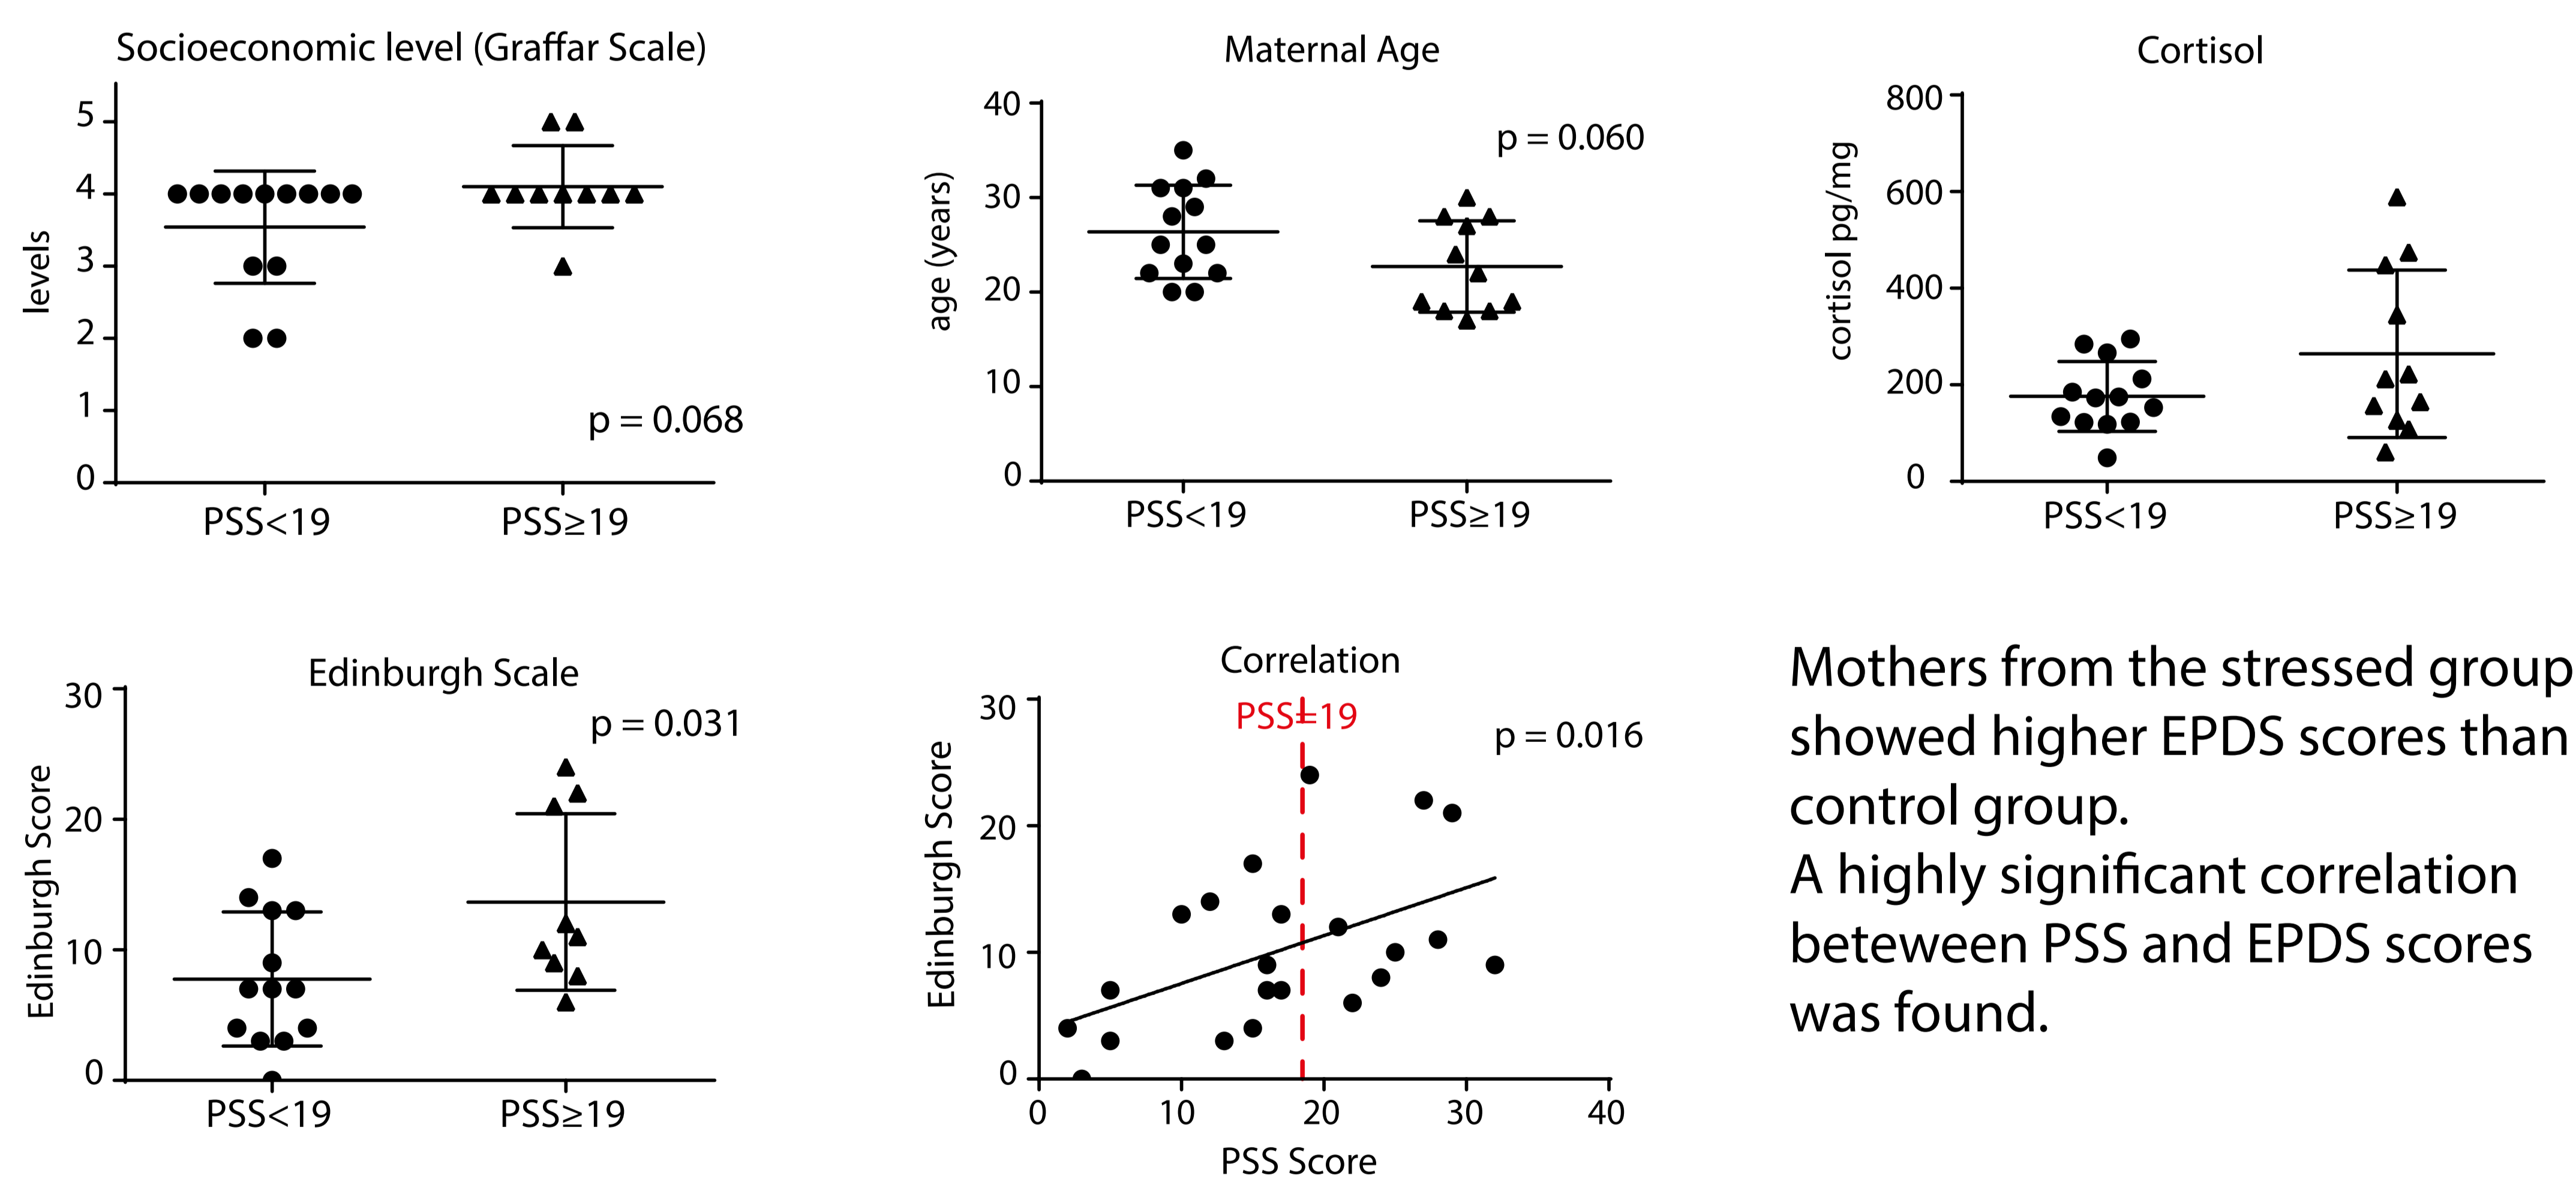 Socioeconomic level (Graffar Scale)
levels
5
4
3
2
1
0
p = 0.068
PSS<19
PSS≥19
Maternal Age
age (years)
40
30
20
10
0
p = 0.060
PSS<19
PSS≥19
Cortisol
cortisol pg/mg
800
600
400
200
0
PSS<19
PSS≥19
Edinburgh Scale
Edinburgh Score
30
20
10
0
p = 0.031
PSS<19
PSS≥19
Correlation
PSS=19
p = 0.016
Edinburgh Score
30
20
10
0
0 10 20 30 40
PSS Score
Mothers from the stressed group
showed higher EPDS scores than
control group.
A highly significant correlation
beteween PSS and EPDS scores
was found.